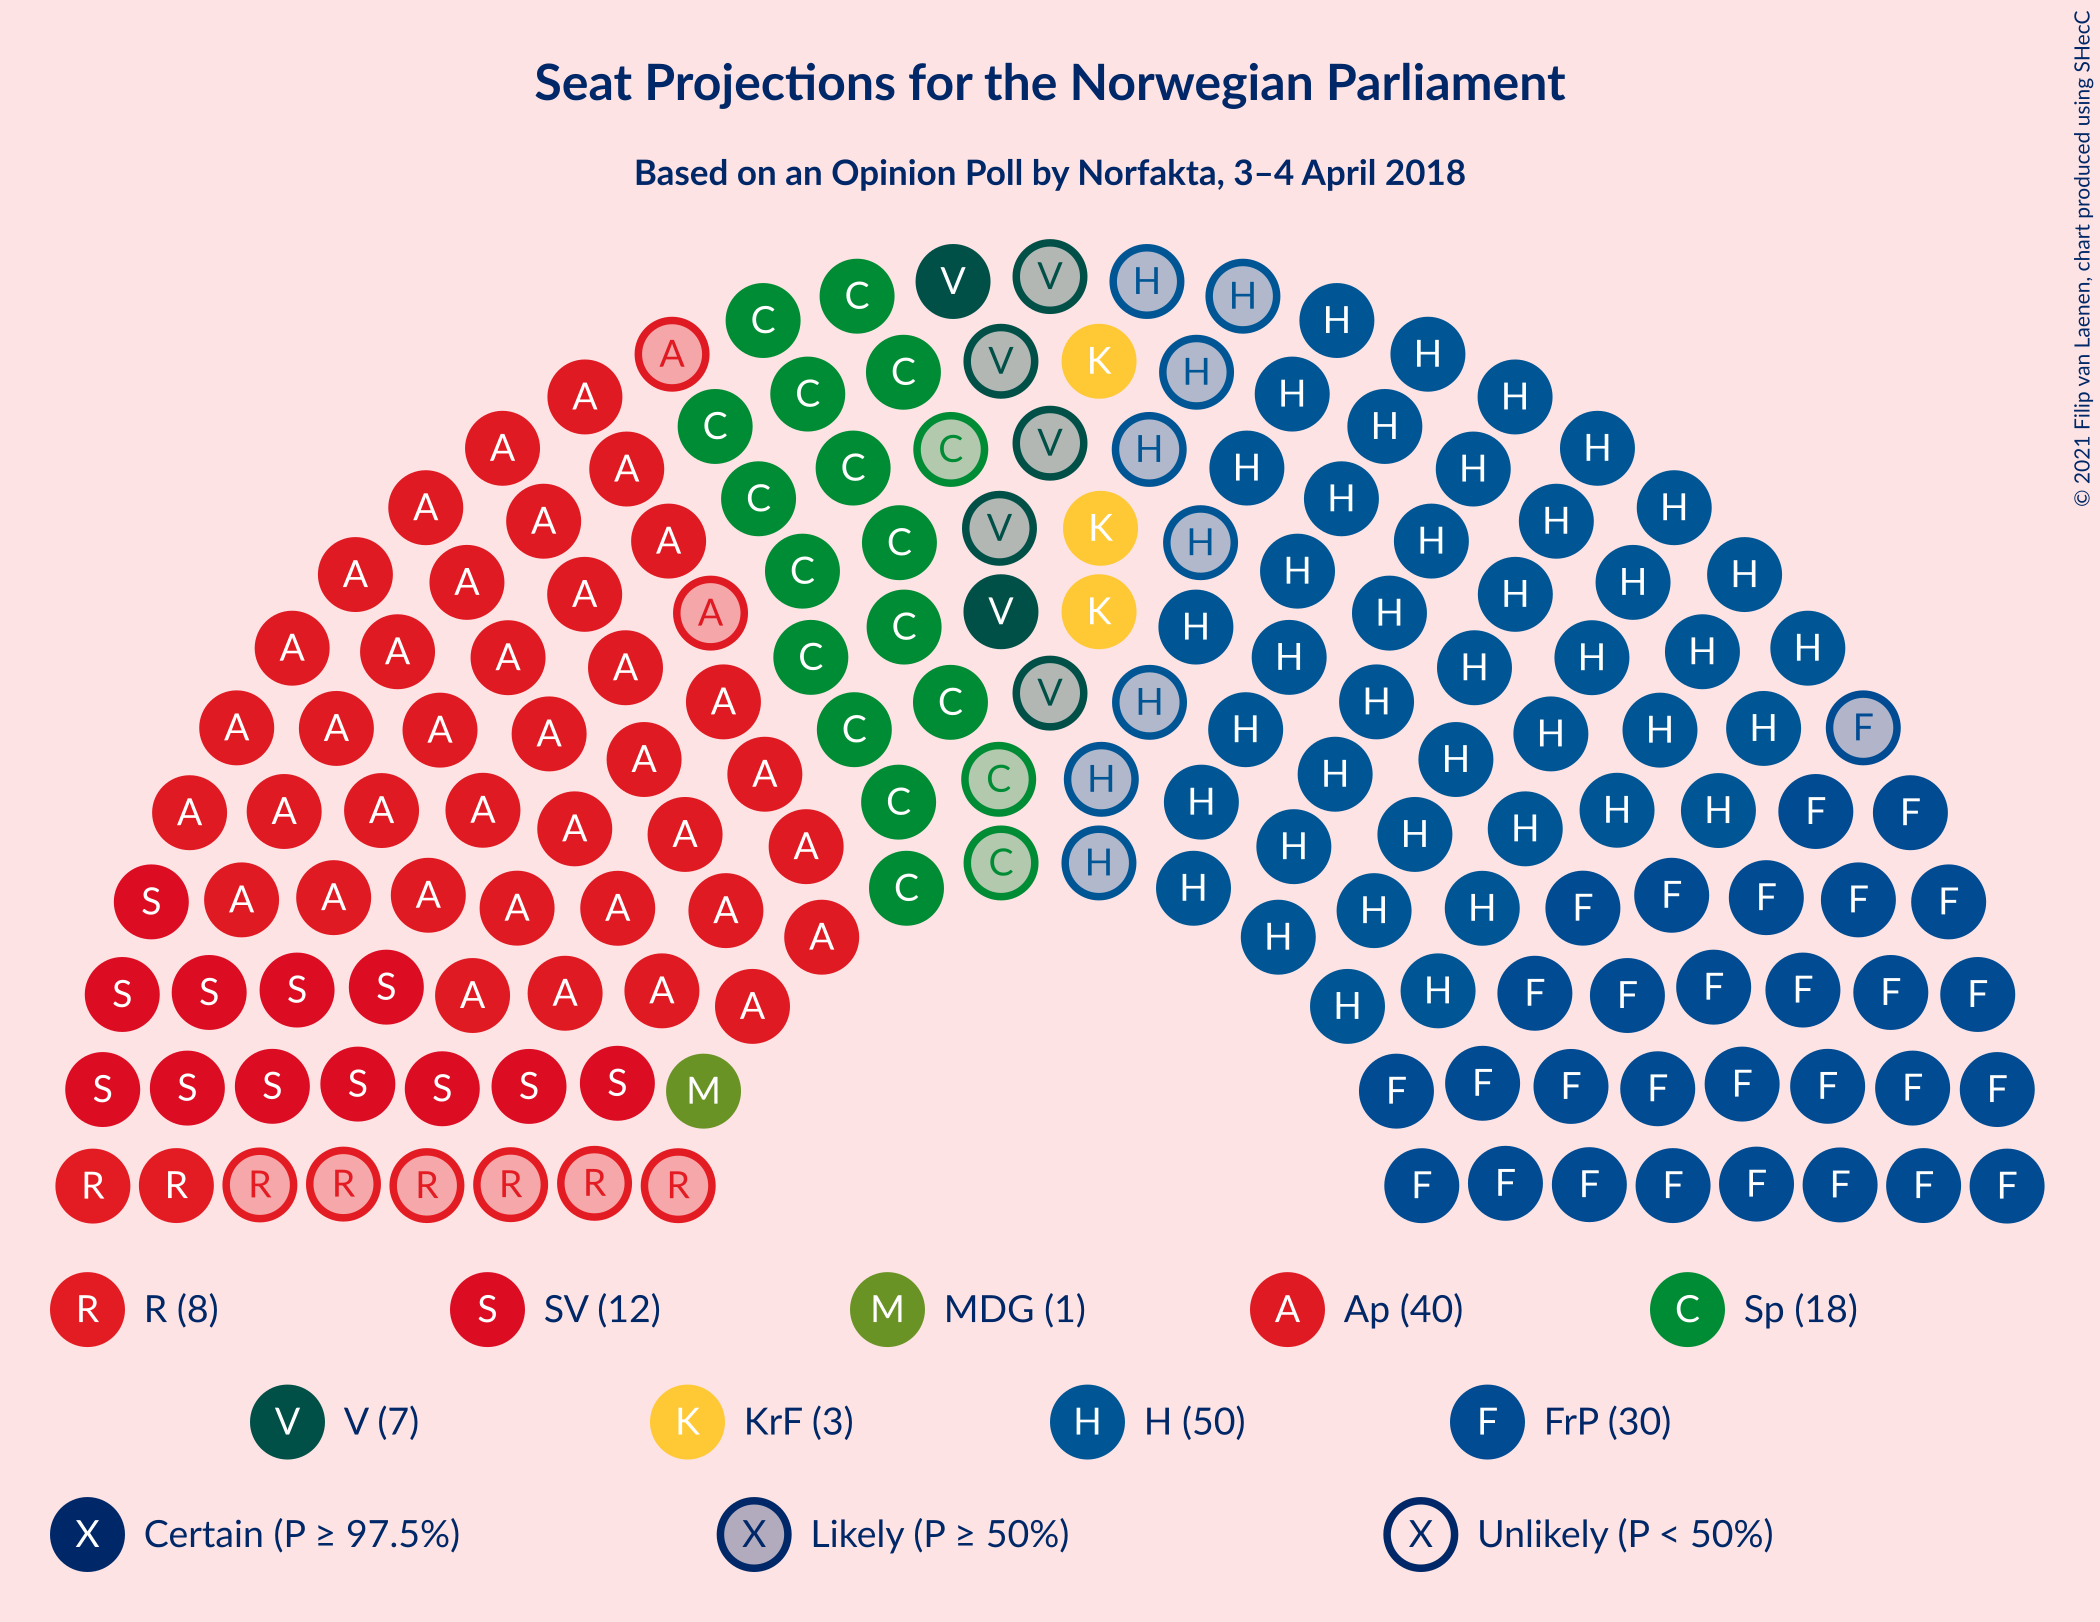 Seat Projections for the Norwegian Parliament
Based on an Opinion Poll by Norfakta, 3–4 April 2018
© 2021 Filip van Laenen, chart produced using SHecC
V V H H
C C H H
A V K H H
C C H H
A C C V H H H
A A C C K H H H
A A C C V H H H H
A A A C C V K H H H H
A A A A C C V H H H H H F
A A A A A A C C H H H H H H H
A A A A A A A C C H H H H H H H F F
S A A A A A A A C C H H H H H F F F F F
S S S S A A A A H H F F F F F F
S S S S S S S M F F F F F F F F
R R R R R R R R F F F F F F F F
R R (8) S SV (12) M MDG (1) A Ap (40) C Sp (18)
V V (7) K KrF (3) H H (50) F FrP (30)
X Certain (P ≥ 97.5%) X Likely (P ≥ 50%) X Unlikely (P < 50%)